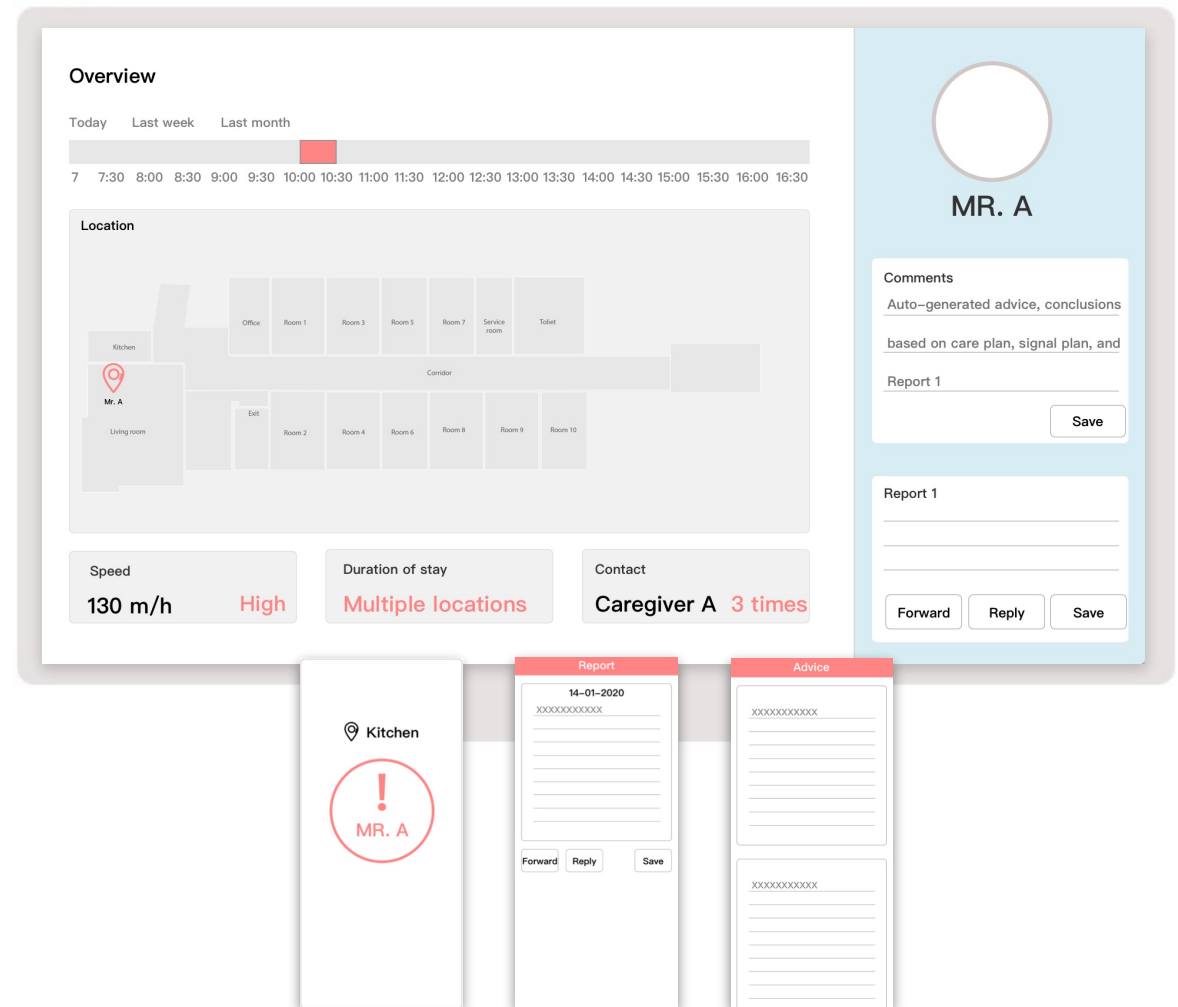 Overview
Today Last week Last month
7 7:30 8:00 8:30 9:00 9:30 10:00 10:30 11:00 11:30 12:00 12:30 13:00 13:30 14:00 14:30 15:00 15:30 16:00 16:30
Location
Office Room 1 Room 3 Room 5 Room 7 Service room Toliet
Kitchen
Corridor
Mr. A
Exit
Living room Room 2 Room 4 Room 6 Room 8 Room 9 Room 10
Speed
130 m/h High
Duration of stay
Multiple locations
Contact
Caregiver A 3 times
MR. A
Comments
Auto-generated advice, conclusions
based on care plan, signal plan, and
Report 1
Save
Report 1
Forward Reply Save
Kitchen
!
MR. A
Report
14-01-2020
xxxxxxxxxxx
Forward Reply Save
Advice
xxxxxxxxxxx
xxxxxxxxxxx